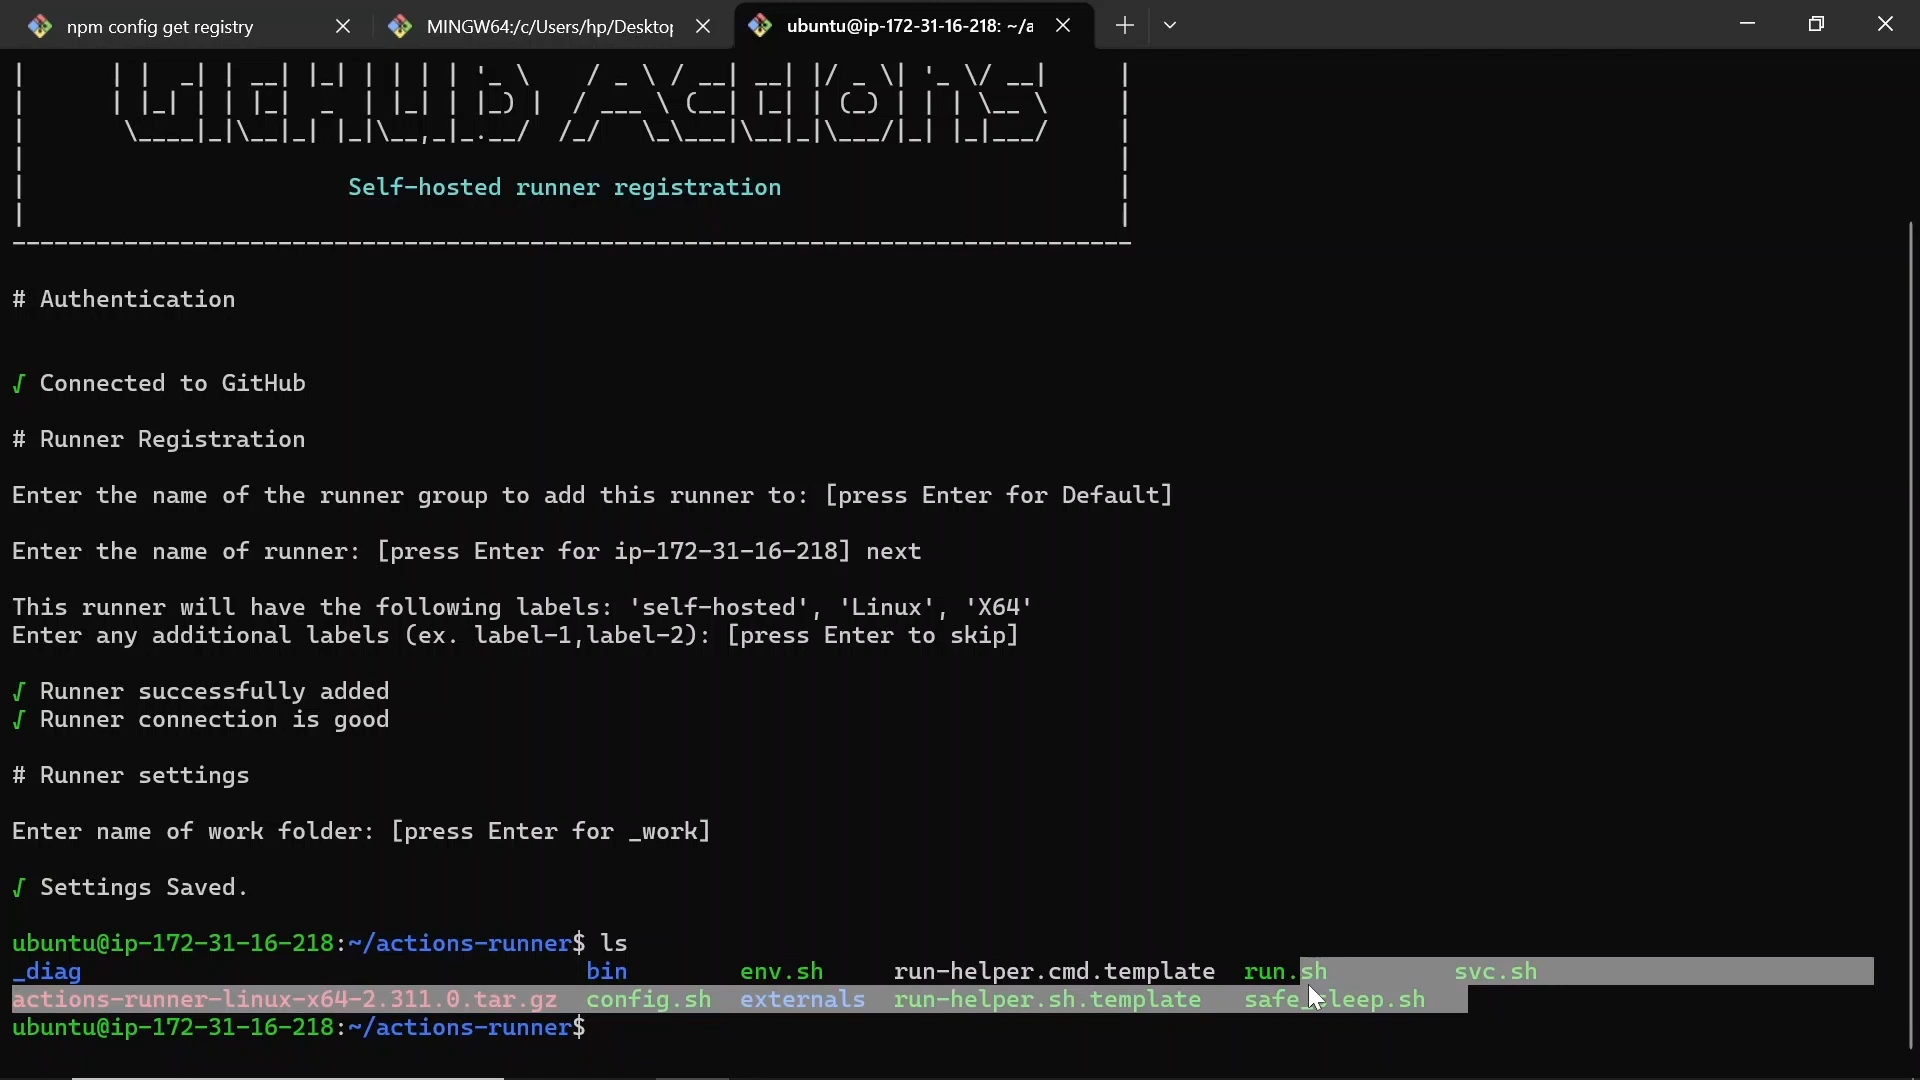 npm config get registry
MINGW64:/c/Users/hp/Desktop
ubuntu@ip-172-31-16-218: ~/a
GitHub Actions
Self-hosted runner registration
# Authentication
√ Connected to GitHub
# Runner Registration
Enter the name of the runner group to add this runner to: [press Enter for Default]
Enter the name of runner: [press Enter for ip-172-31-16-218] next
This runner will have the following labels: 'self-hosted', 'Linux', 'X64'
Enter any additional labels (ex. label-1,label-2): [press Enter to skip]
√ Runner successfully added
√ Runner connection is good
# Runner settings
Enter name of work folder: [press Enter for _work]
√ Settings Saved.
ubuntu@ip-172-31-16-218:~/actions-runner$ ls
_diag bin env.sh run-helper.cmd.template run.sh svc.sh
actions-runner-linux-x64-2.311.0.tar.gz config.sh externals run-helper.sh.template safe_sleep.sh
ubuntu@ip-172-31-16-218:~/actions-runner$